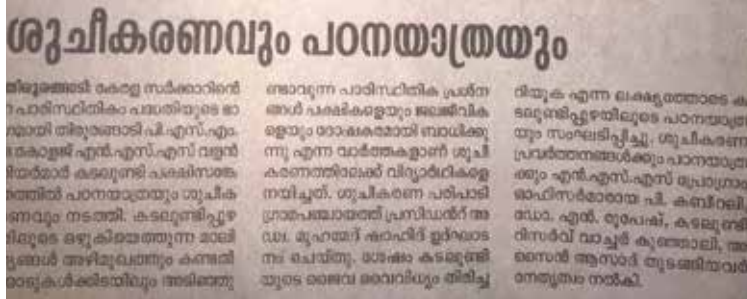 ശുചീകരണവും പഠനയാത്രയും
തിരൂരങ്ങാടി: കേരള സർക്കാറിന്റെ
പാരിസ്ഥിതികം പദ്ധതിയുടെ ഭാ
ഗമായി തിരൂരങ്ങാടി പി.എസ്.എം.
കോളജ് എൻ.എസ്.എസ് വളൻ
റിയർമാർ കടലുണ്ടി പക്ഷിസങ്കേ
തത്തിൽ പഠനയാത്രയും ശുചീക
രണവും നടത്തി. കടലുണ്ടിപ്പുഴ
യിലൂടെ ഒഴുകിയെത്തുന്ന മാലി
ന്യങ്ങൾ അഴിമുഖത്തും കണ്ടൽ
കാടുകൾക്കിടയിലും അടിഞ്ഞു
ണ്ടാവുന്ന പാരിസ്ഥിതിക പ്രശ്ന
ങ്ങൾ പക്ഷികളെയും ജലജീവിക
ളെയും ദോഷകരമായി ബാധിക്കു
ന്നു എന്ന വാർത്തകളാണ് ശുചീ
കരണത്തിലേക്ക് വിദ്യാർഥികളെ
നയിച്ചത്. ശുചീകരണ പരിപാടി
ഗ്രാമപഞ്ചായത്ത് പ്രസിഡന്റ് അ
ഡ്വ. മുഹമ്മദ് ഷാഹിദ് ഉദ്ഘാട
നം ചെയ്തു. ശേഷം കടലുണ്ടി
യുടെ ജൈവ വൈവിധ്യം തിരിച്ച
റിയുക എന്ന ലക്ഷ്യത്തോടെ ക
ടലുണ്ടിപ്പുഴയിലൂടെ പഠനയാത്ര
യും സംഘടിപ്പിച്ചു. ശുചീകരണ
പ്രവർത്തനങ്ങൾക്കും പഠനയാത്ര
ക്കും എൻ.എസ്.എസ് പ്രോഗ്രാം
ഓഫിസർമാരായ പി. കബീറലി,
ഡോ. എൻ. രൂപേഷ്, കടലുണ്ടി
റിസർവ് വാച്ചർ കുഞ്ഞാലി,
സൈൻ ആസാദ് തുടങ്ങിയവർ
നേതൃത്വം നൽകി.